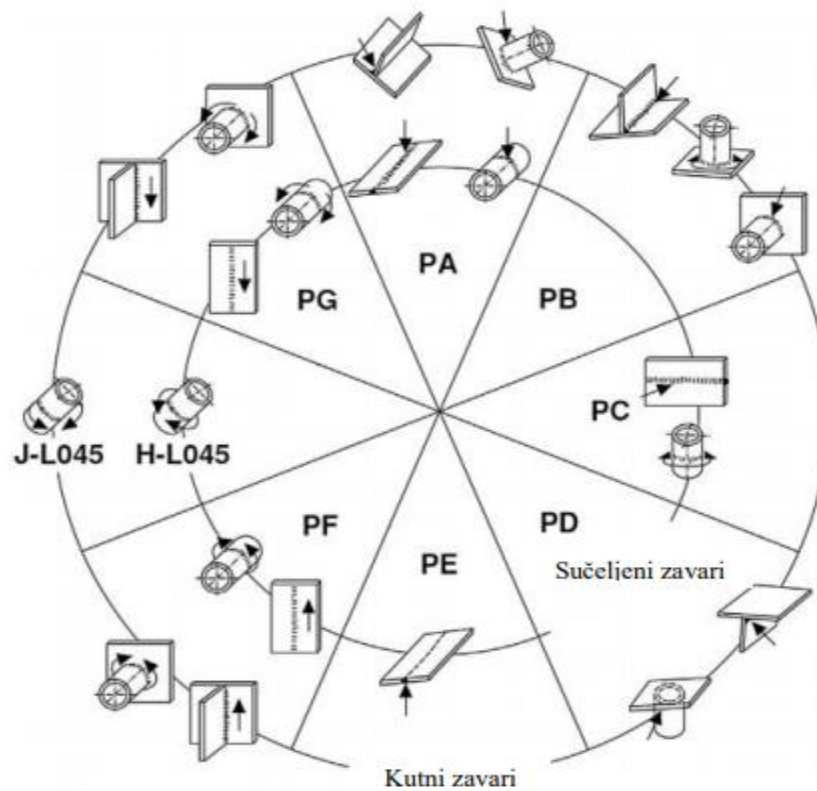 PA
PG
PB
PC
J-L045
H-L045
PF
PD
PE
Sučeljeni zavari
Kutni zavari